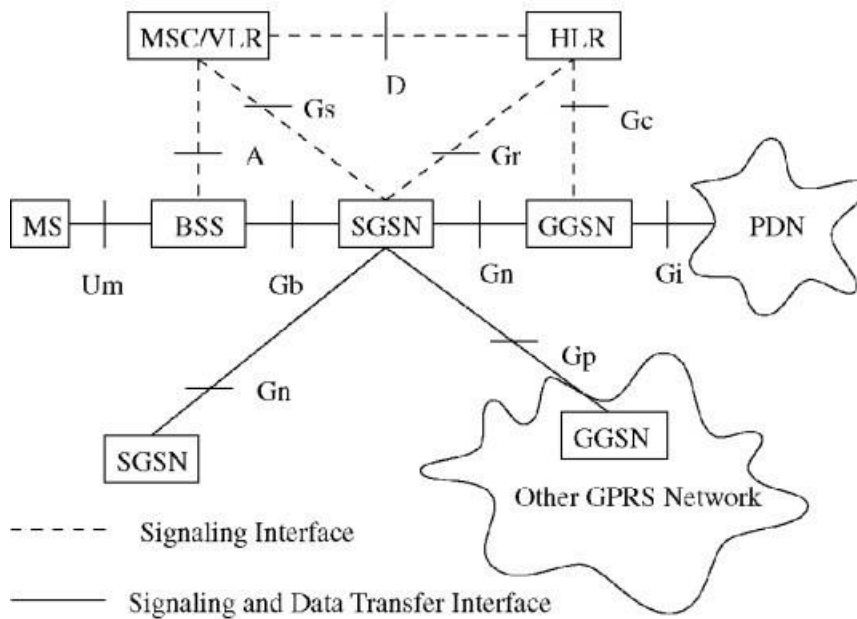 MSC/VLR
HLR
D
Gs
Gc
A
Gr
MS
BSS
SGSN
GGSN
PDN
Um
Gb
Gn
Gi
Gp
Gn
SGSN
GGSN
Other GPRS Network
Signaling Interface
Signaling and Data Transfer Interface